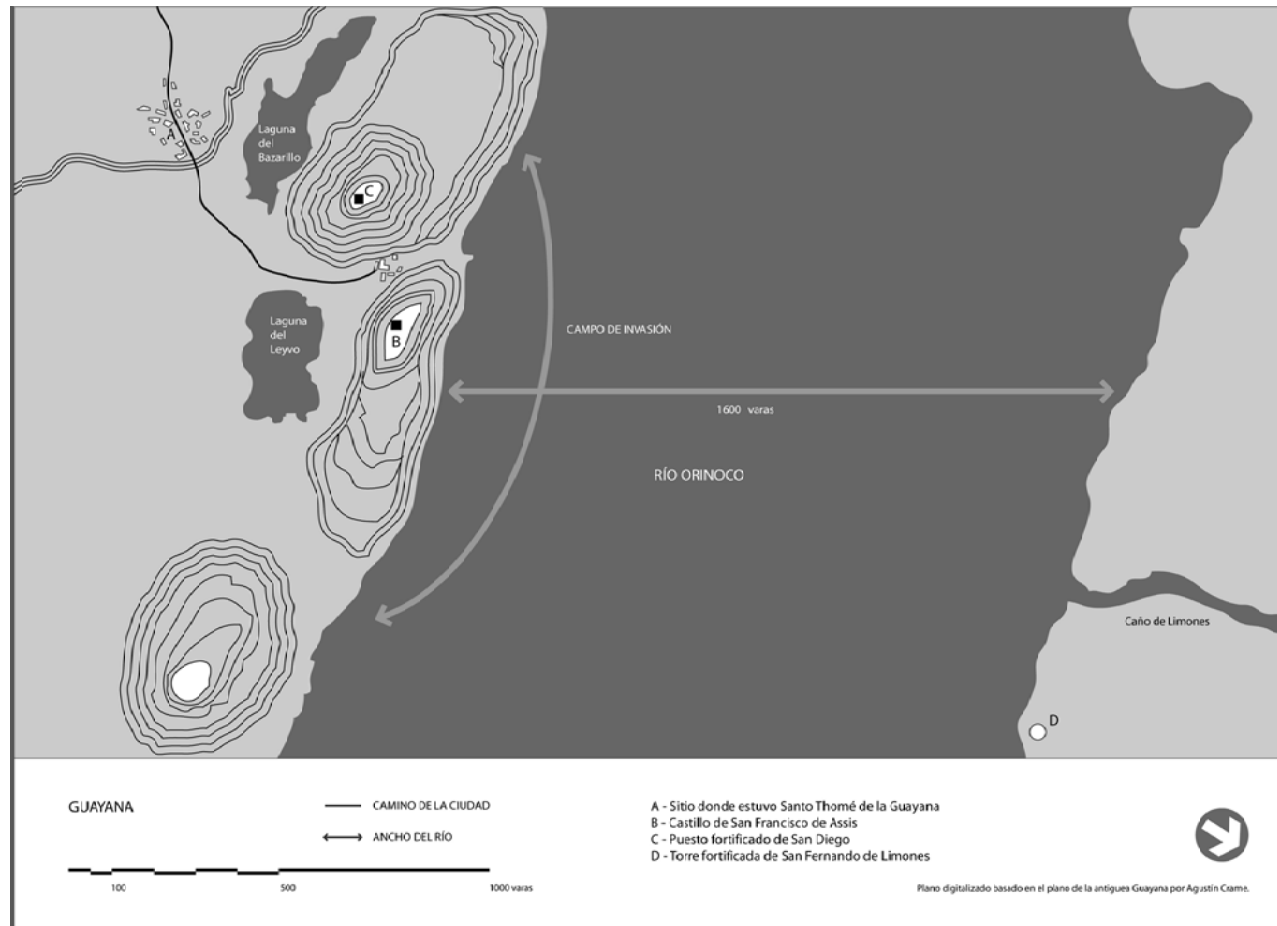 A
Laguna
del
Bazarillo
C
Laguna
del
Leyvo
B
CAMPO DE INVASIÓN
1600 varas
RÍO ORINOCO
Caño de Limones
D
GUAYANA
CAMINO DE LA CIUDAD
ANCHO DEL RÍO
100 500 1000 varas
A - Sitio donde estuvo Santo Thomé de la Guayana
B - Castillo de San Francisco de Assis
C - Puesto fortificado de San Diego
D - Torre fortificada de San Fernando de Limones
Plano digitalizado basado en el plano de la antiguea Guayana por Agustín Crame.